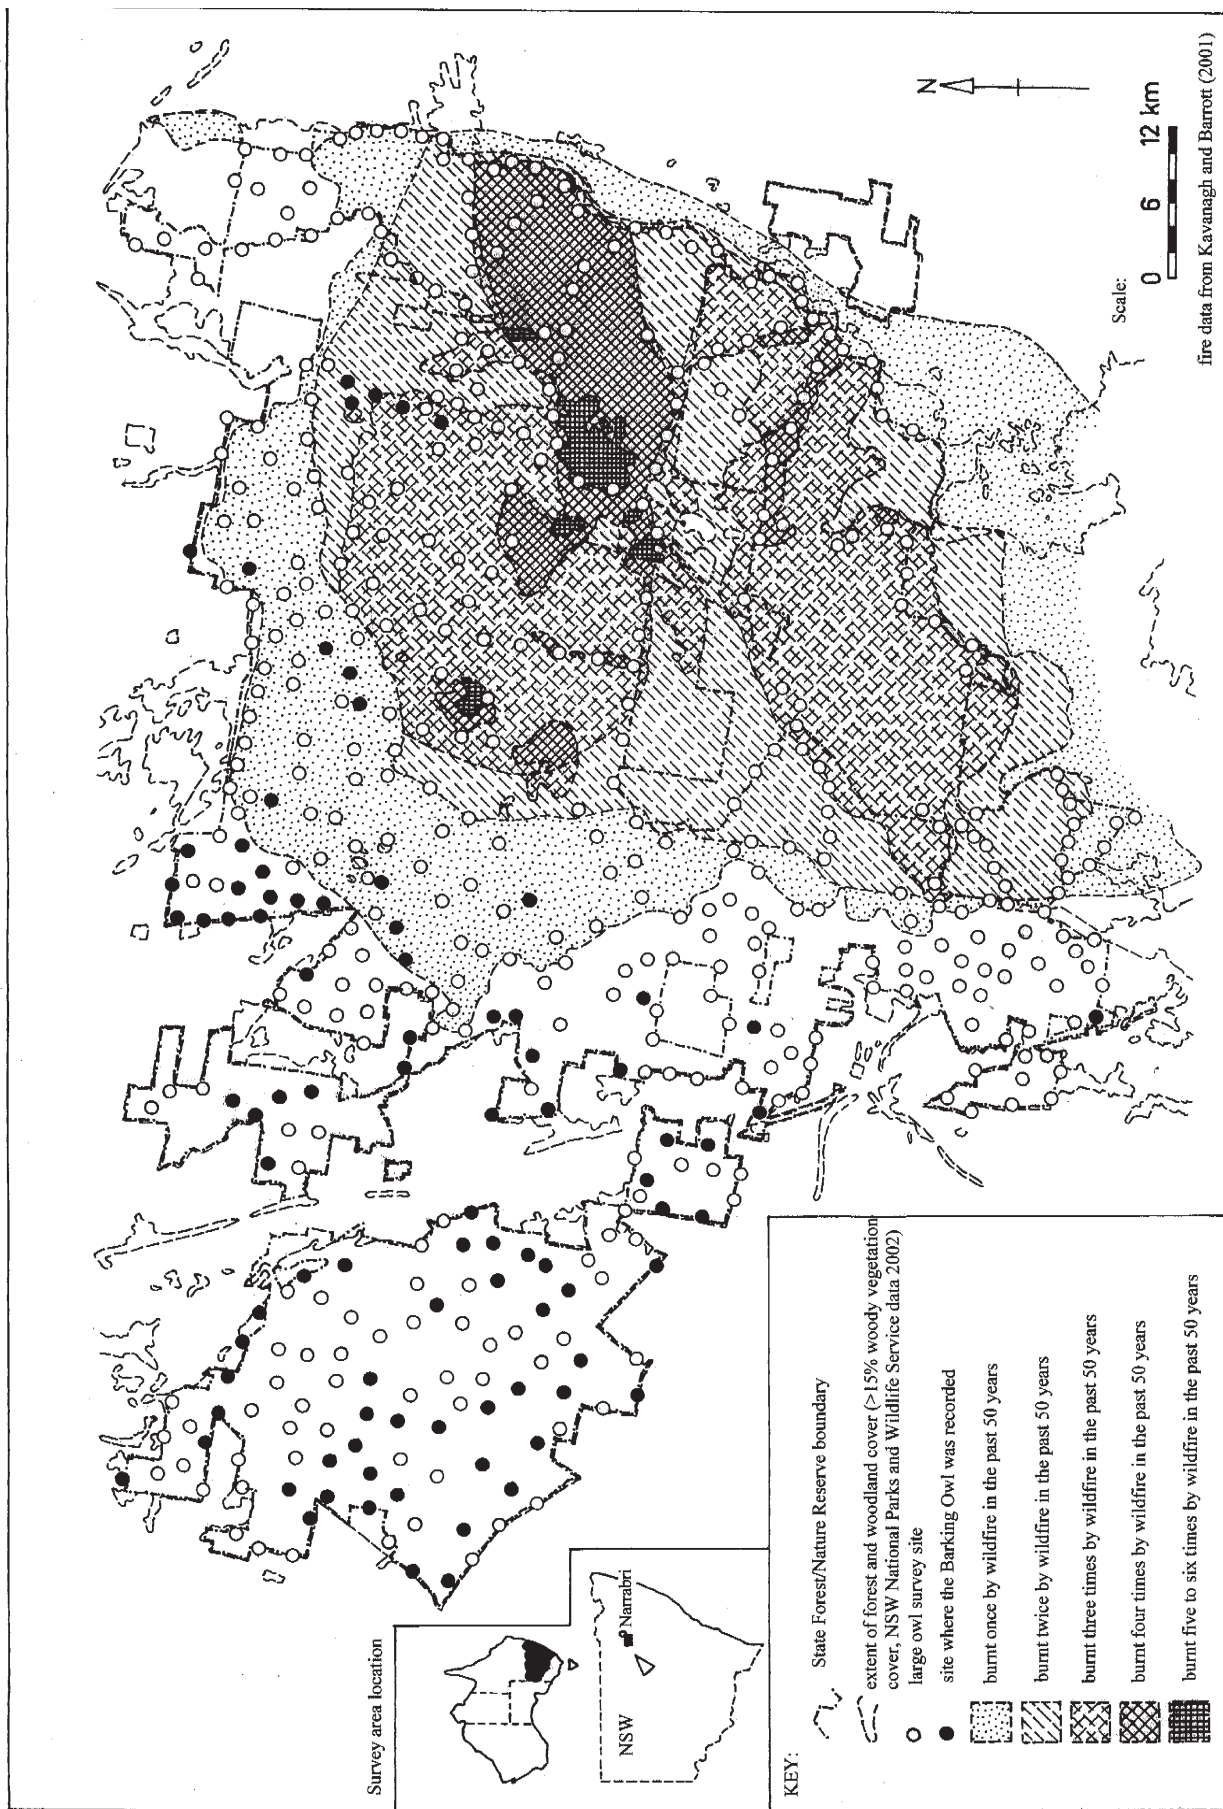 Survey area location
NSW
Narrabri
KEY:
State Forest/Nature Reserve boundary
extent of forest and woodland cover (>15% woody vegetation
cover, NSW National Parks and Wildlife Service data 2002)
large owl survey site
site where the Barking Owl was recorded
burnt once by wildfire in the past 50 years
burnt twice by wildfire in the past 50 years
burnt three times by wildfire in the past 50 years
burnt four times by wildfire in the past 50 years
burnt five to six times by wildfire in the past 50 years
N
Scale:
0 6 12 km
fire data from Kavanagh and Barrott (2001)